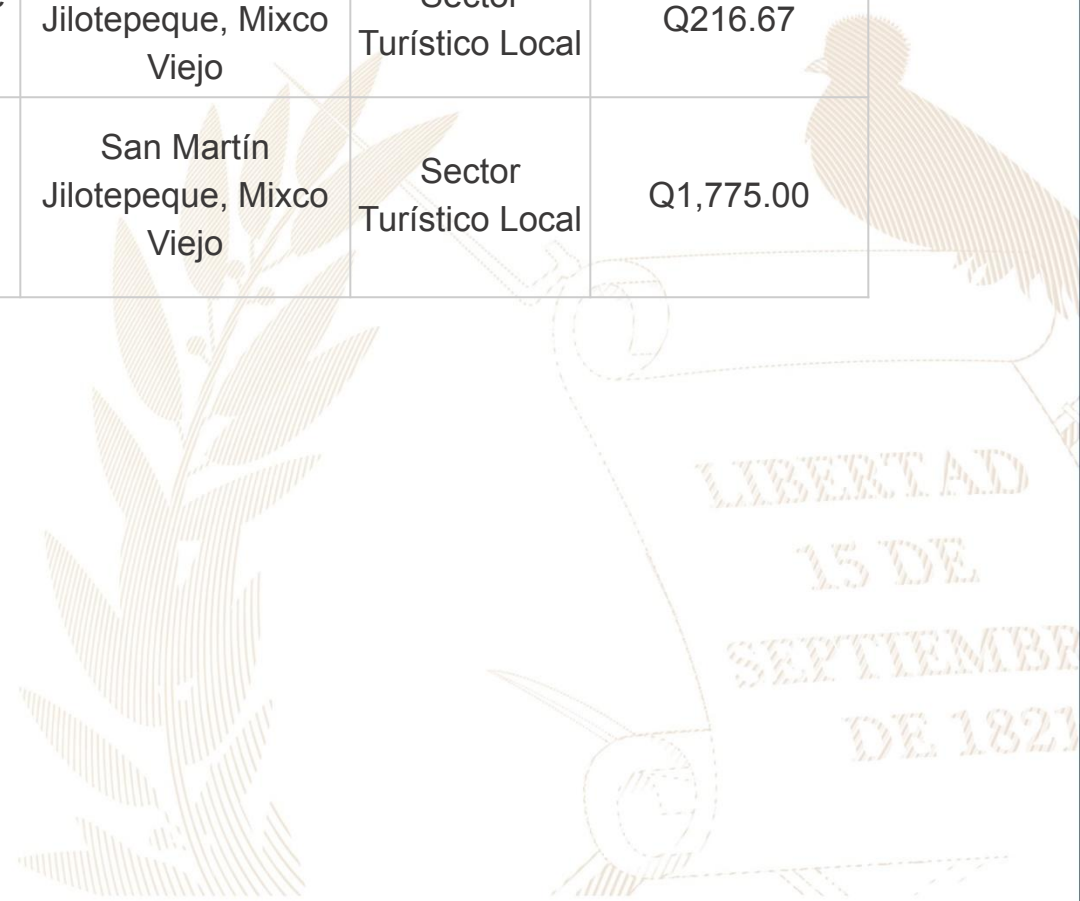 Jilotepeque, Mixco
Viejo
Sector
Turístico Local
Q216.67
San Martín
Jilotepeque, Mixco
Viejo
Sector
Turístico Local
Q1,775.00
LIBERTAD
15 DE
SEPTIEMBRE
DE 1821